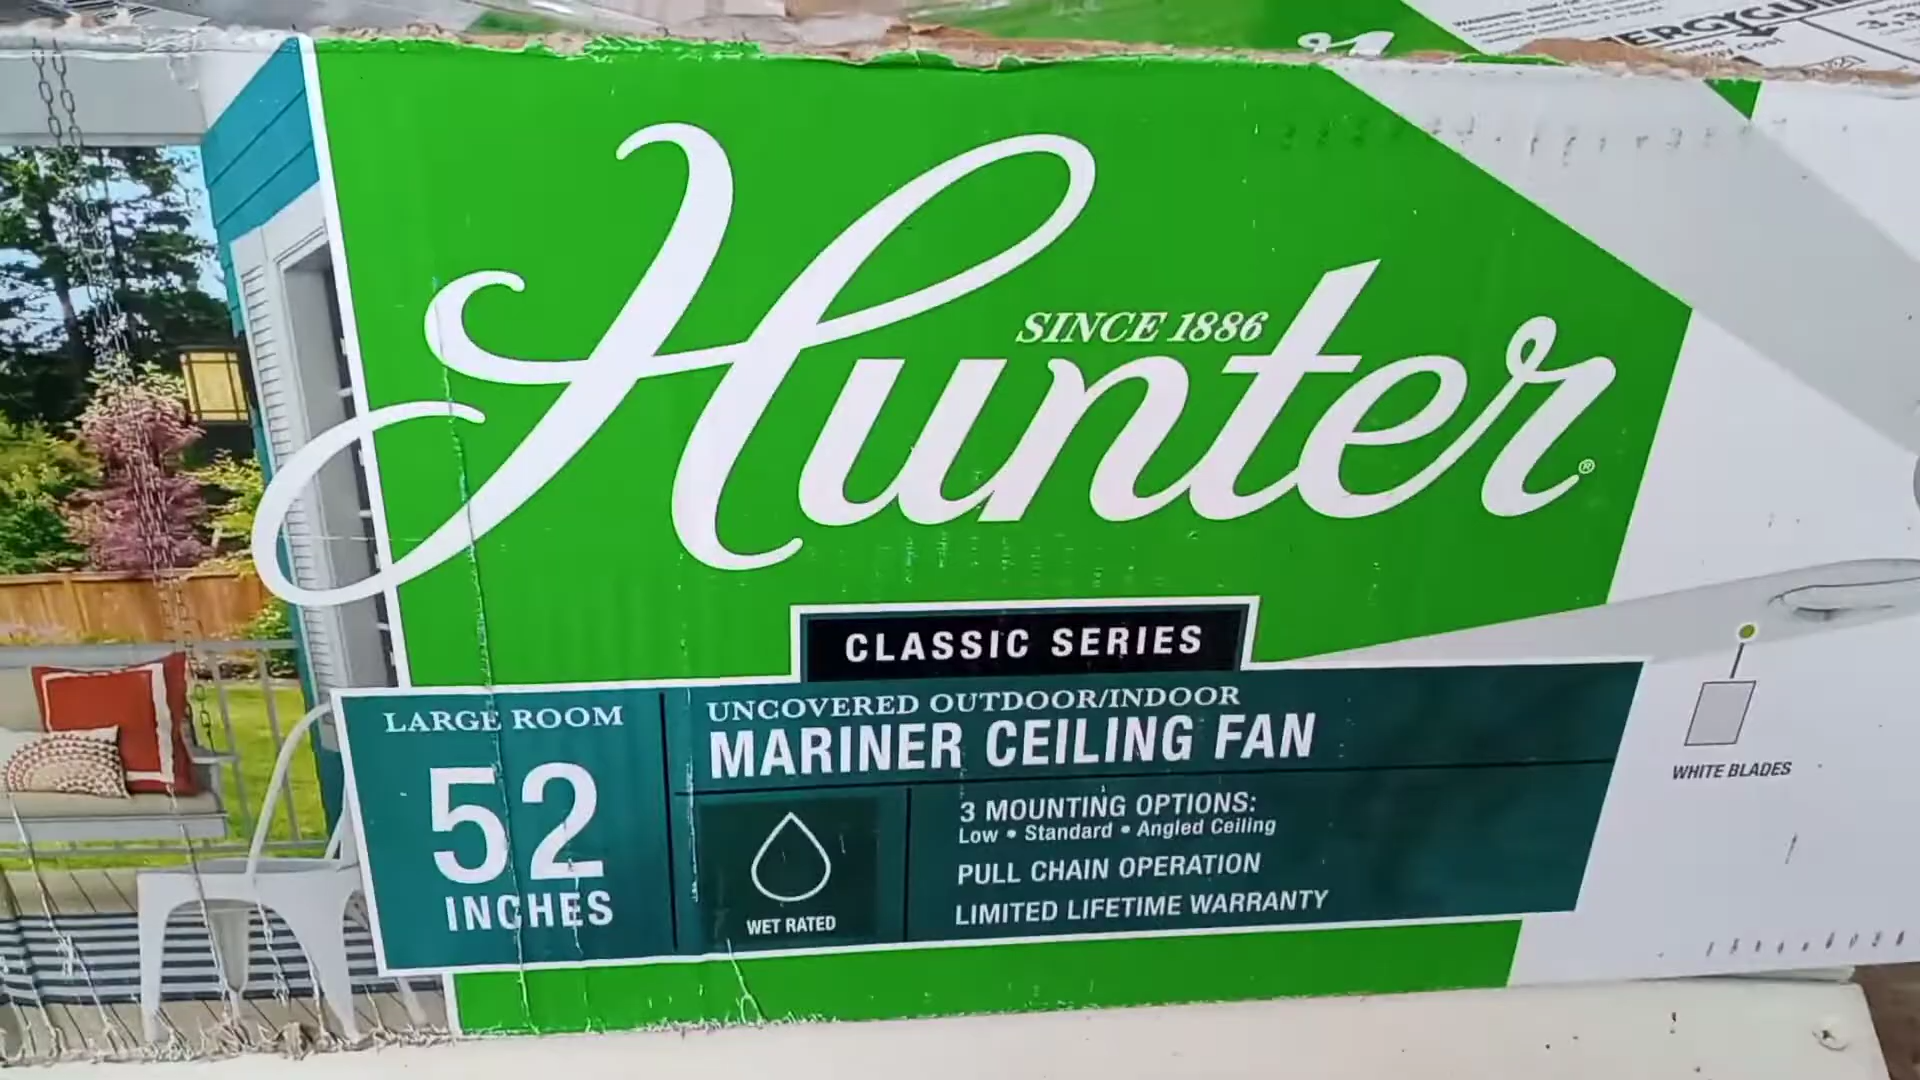 Hunter®
SINCE 1886
CLASSIC SERIES
LARGE ROOM
52
INCHES
UNCOVERED OUTDOOR/INDOOR
MARINER CEILING FAN
WET RATED
3 MOUNTING OPTIONS:
Low • Standard • Angled Ceiling
PULL CHAIN OPERATION
LIMITED LIFETIME WARRANTY
WHITE BLADES